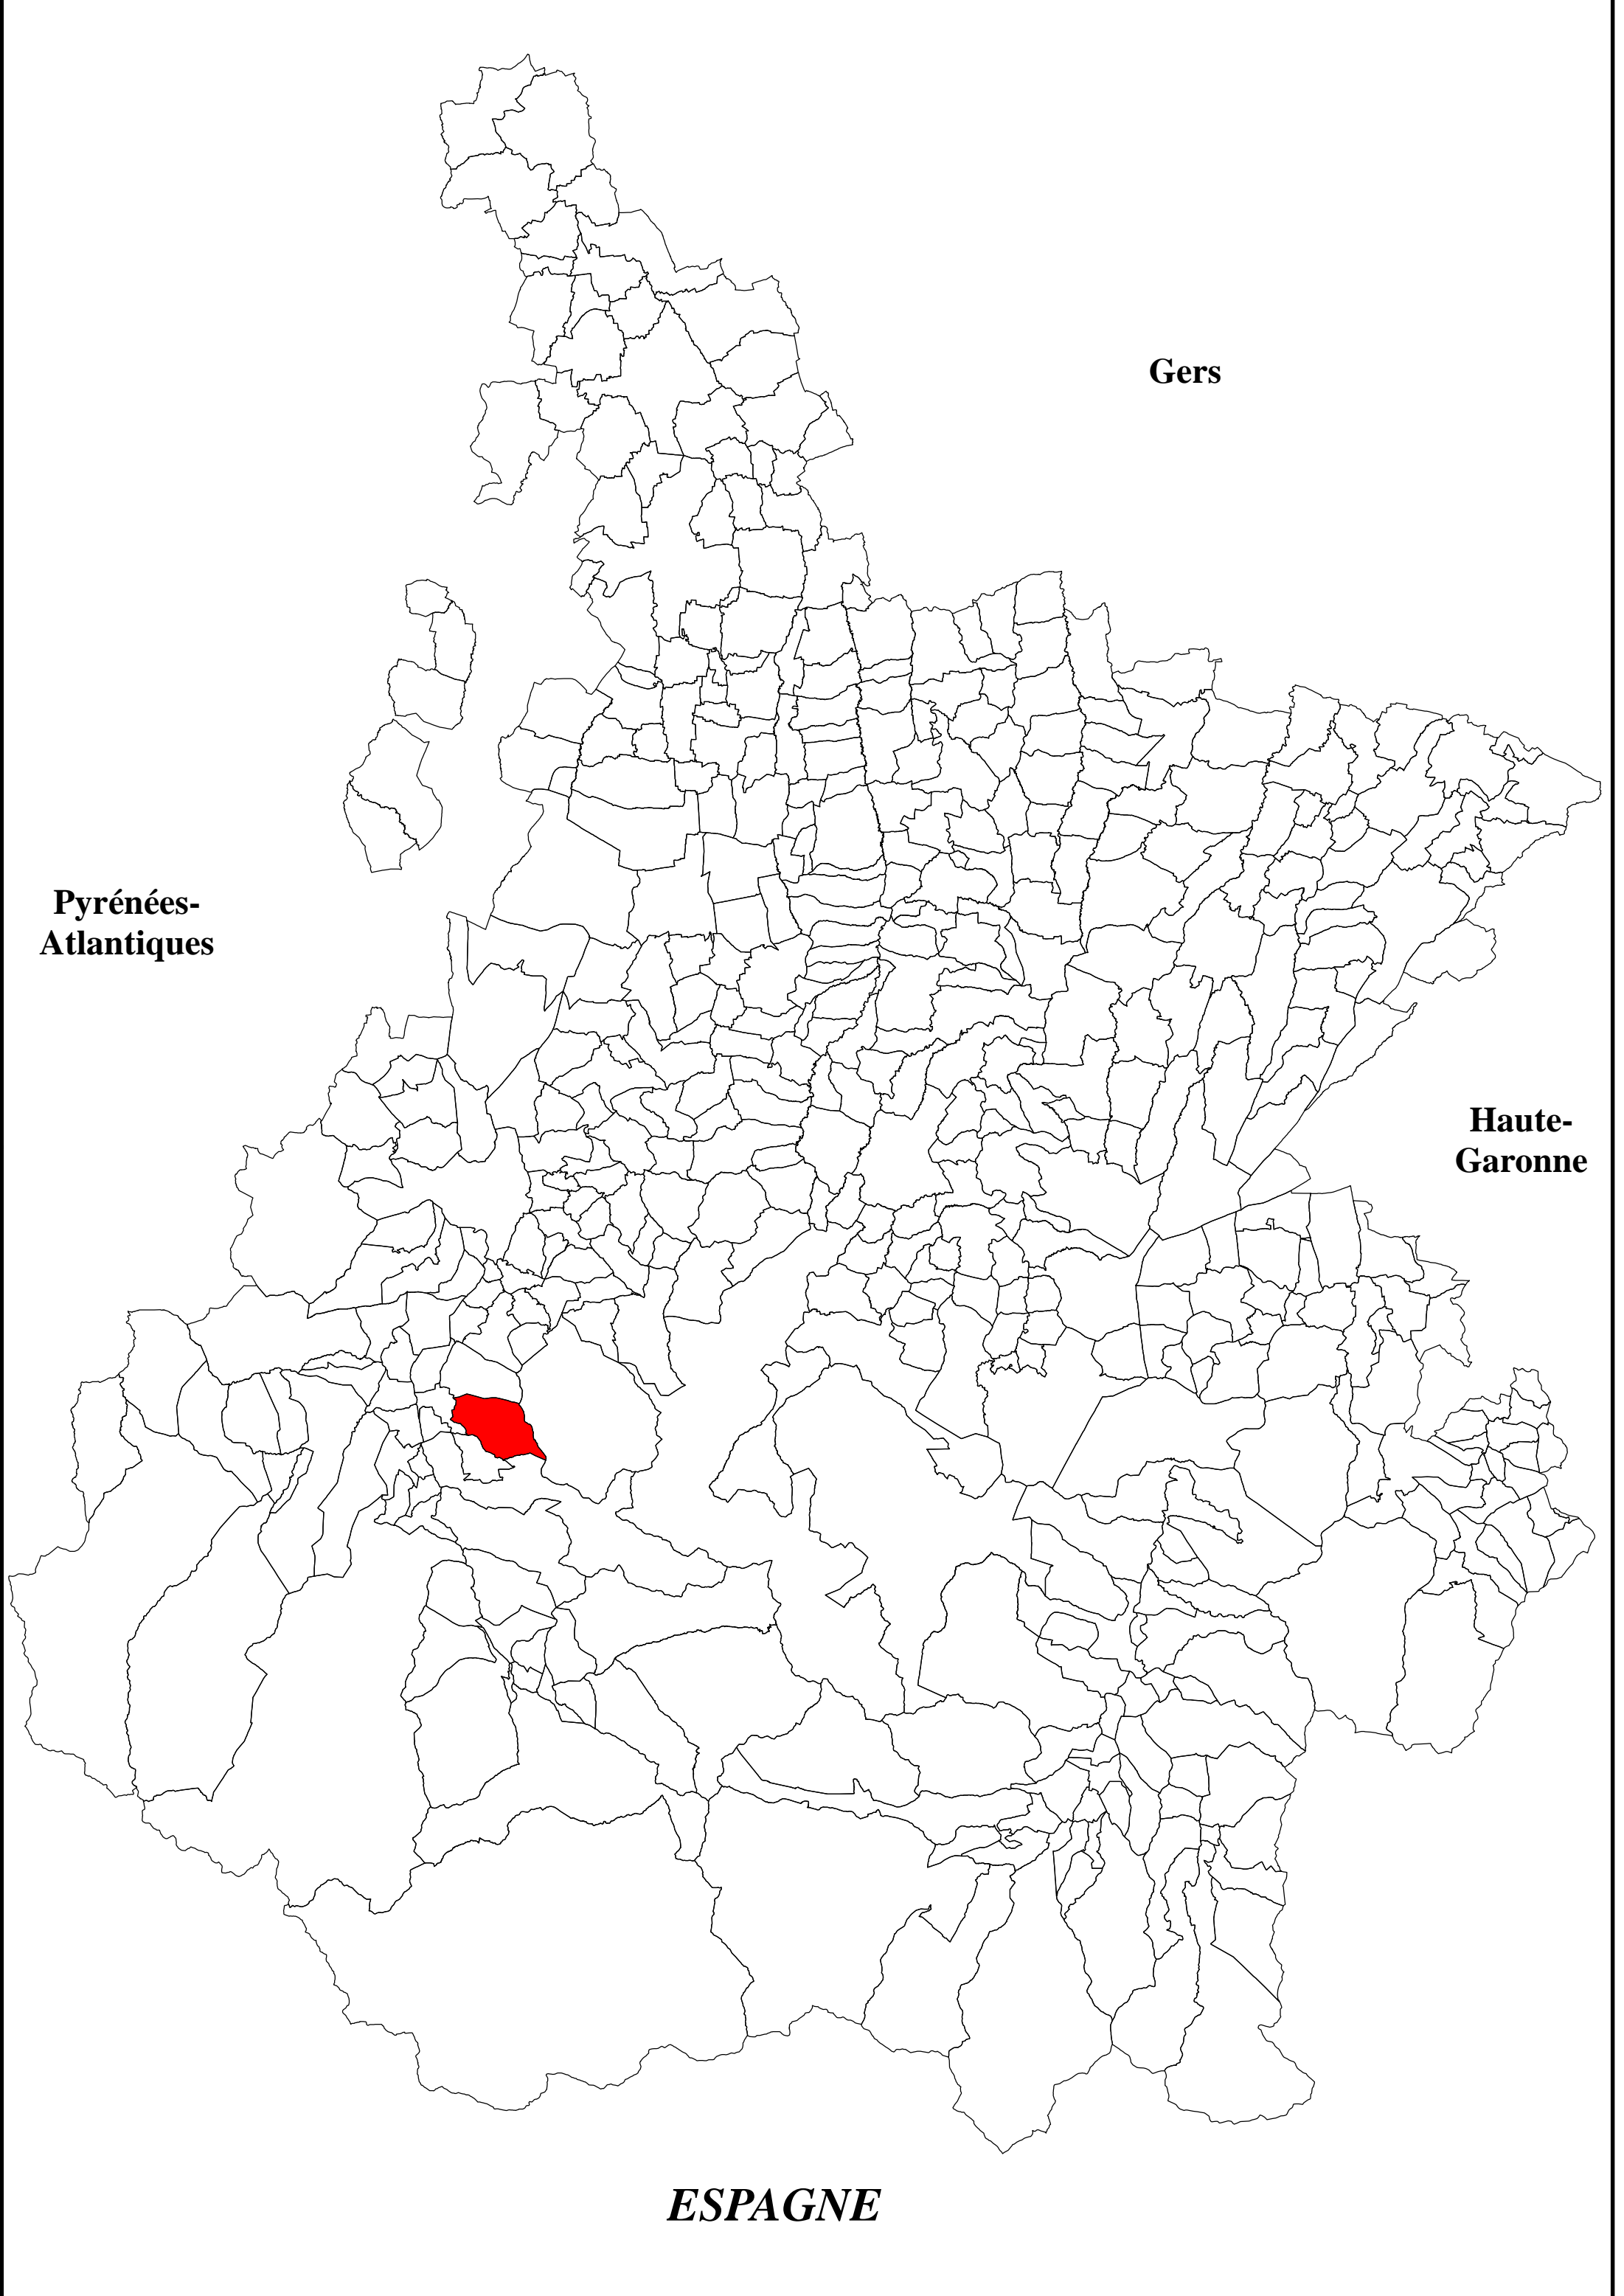 Gers
Pyrénées-
Atlantiques
Haute-
Garonne
ESPAGNE